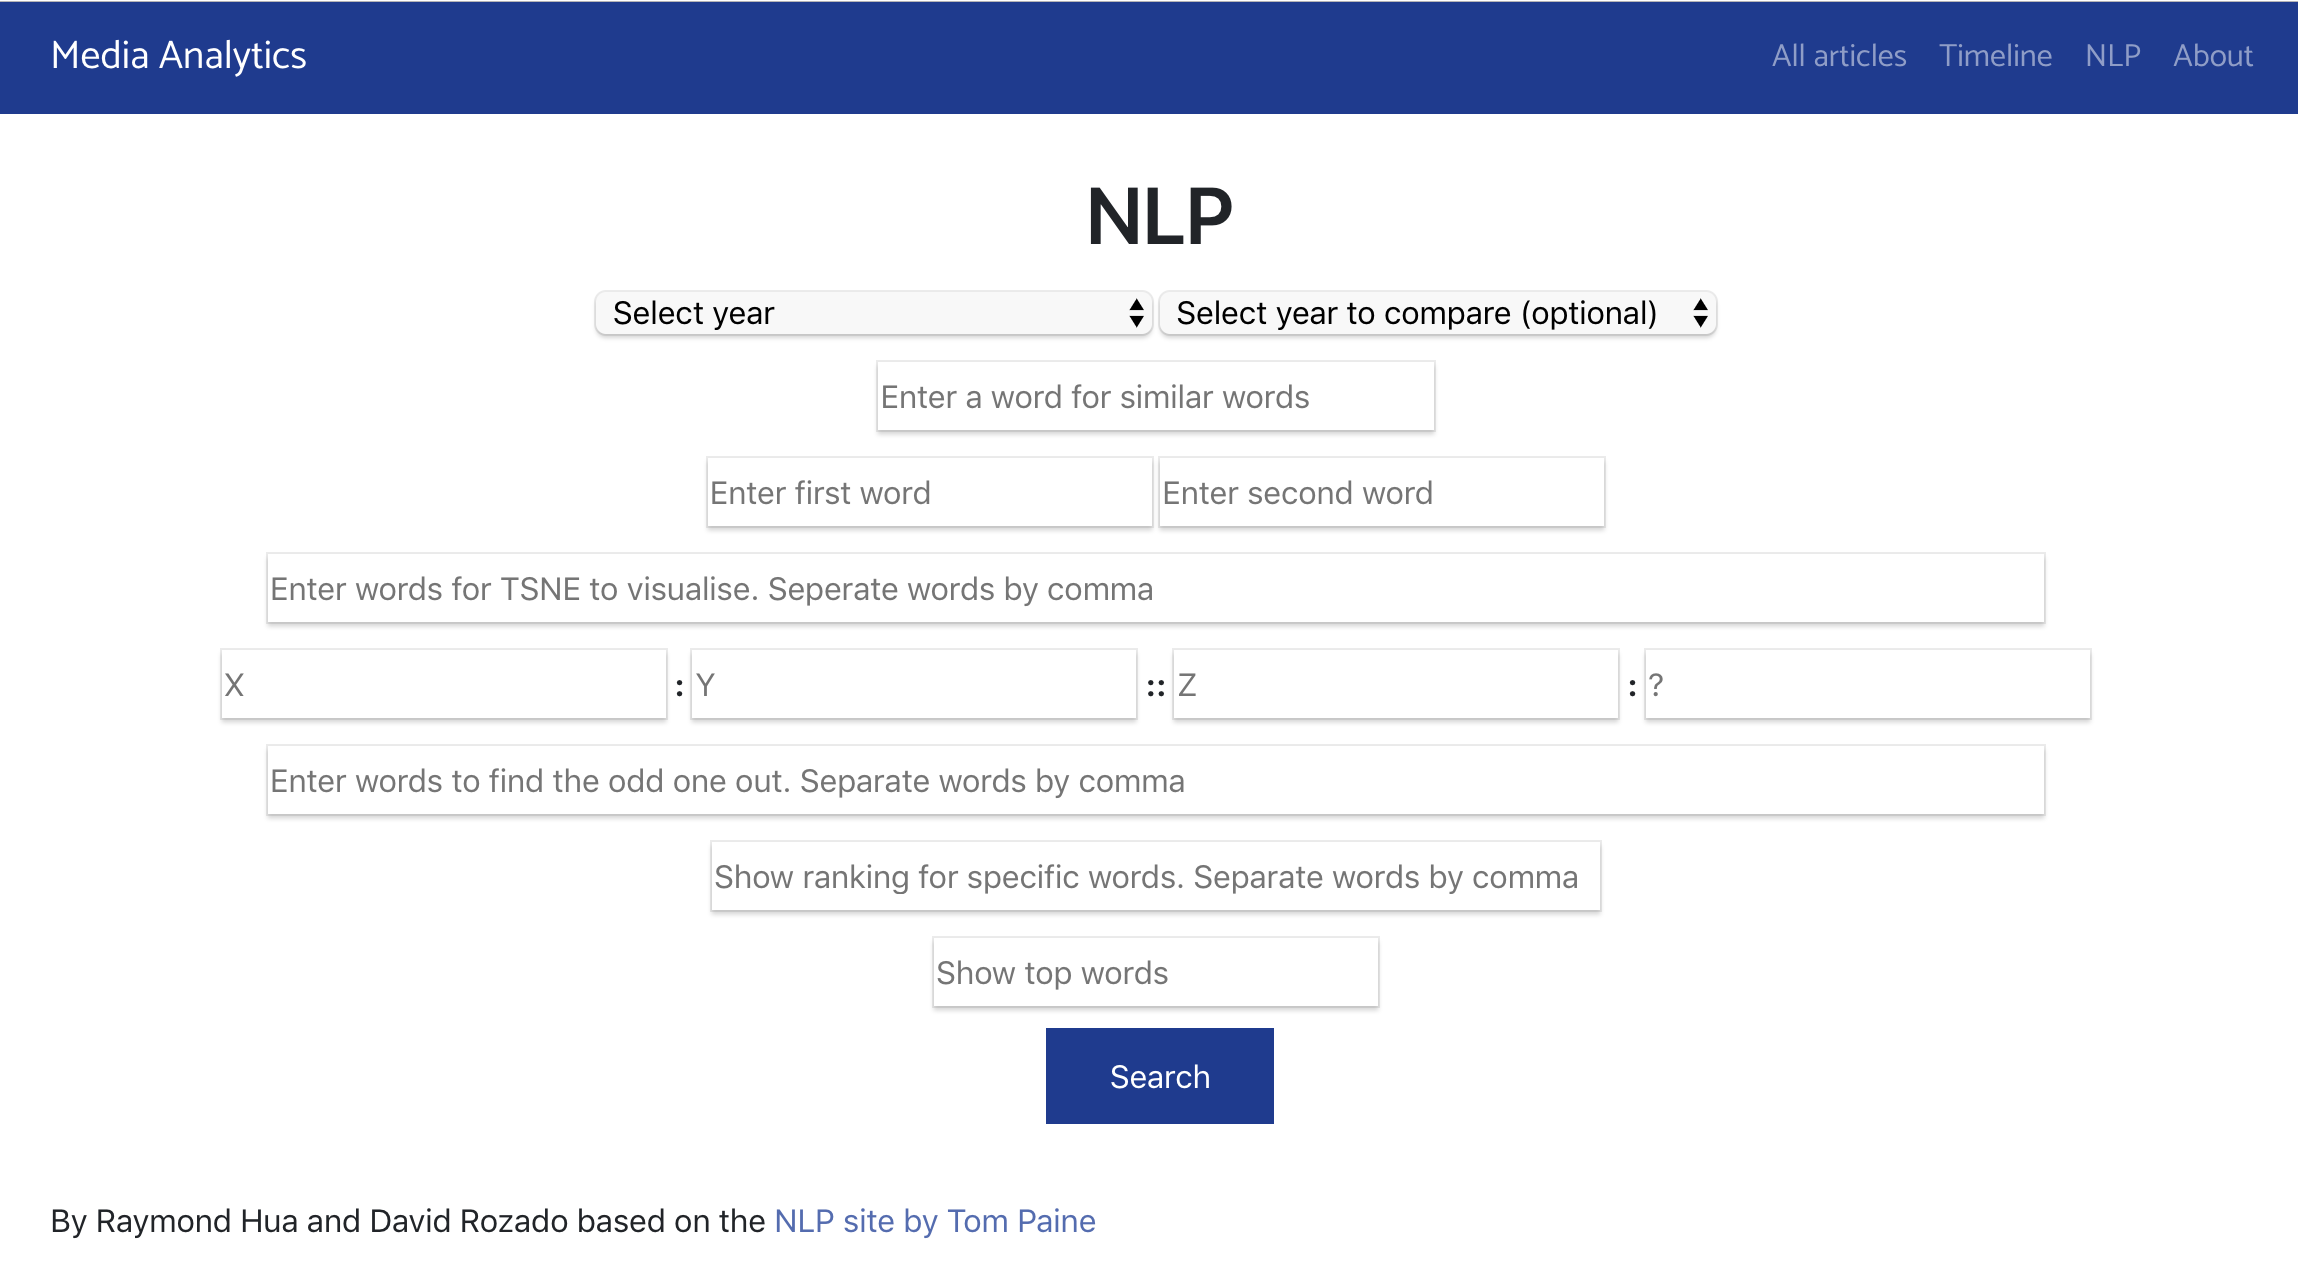 Media Analytics All articles Timeline NLP About
NLP
Select year Select year to compare (optional)
Enter a word for similar words
Enter first word Enter second word
Enter words for TSNE to visualise. Seperate words by comma
X : Y :: Z : ?
Enter words to find the odd one out. Separate words by comma
Show ranking for specific words. Separate words by comma
Show top words
Search
By Raymond Hua and David Rozado based on the NLP site by Tom Paine